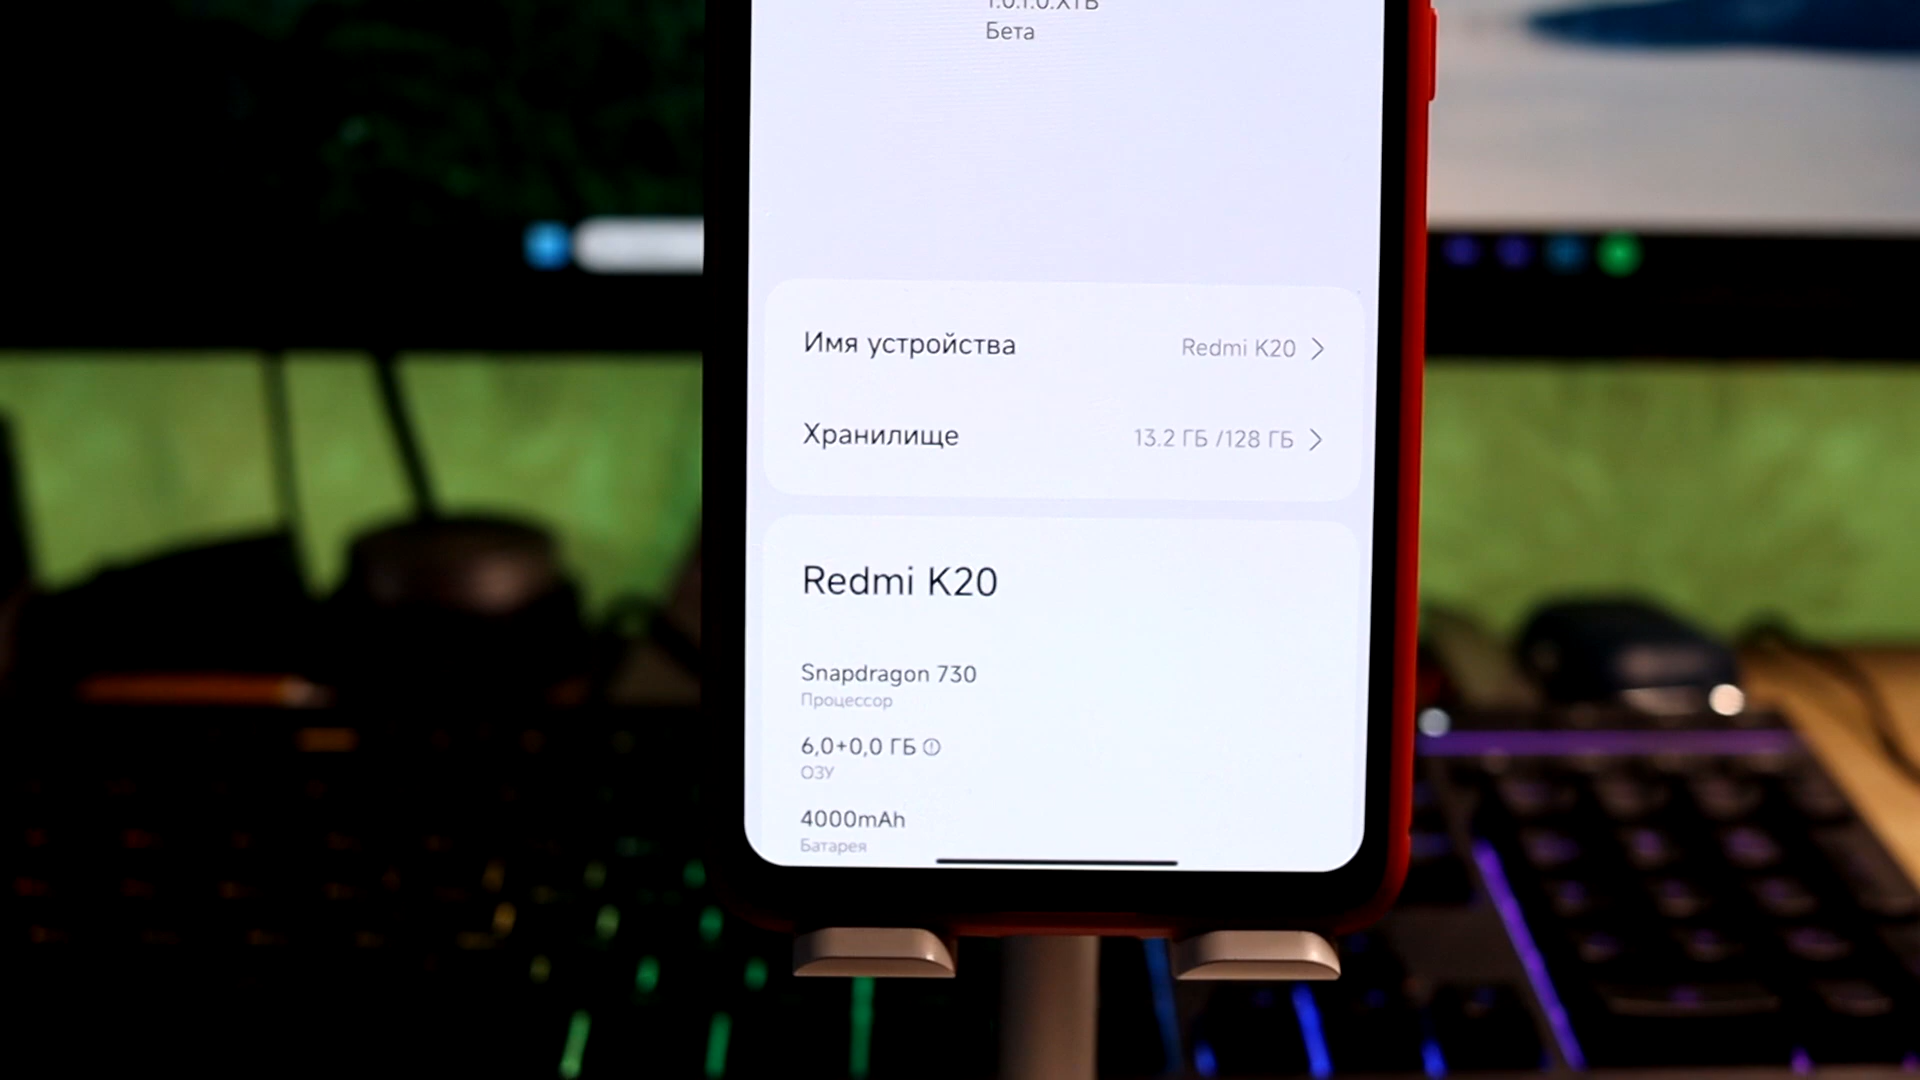 Бета
Имя устройства Redmi K20
Хранилище 13.2 ГБ /128 ГБ
Redmi K20
Snapdragon 730
Процессор
6,0+0,0 ГБ
ОЗУ
4000mAh
Батарея